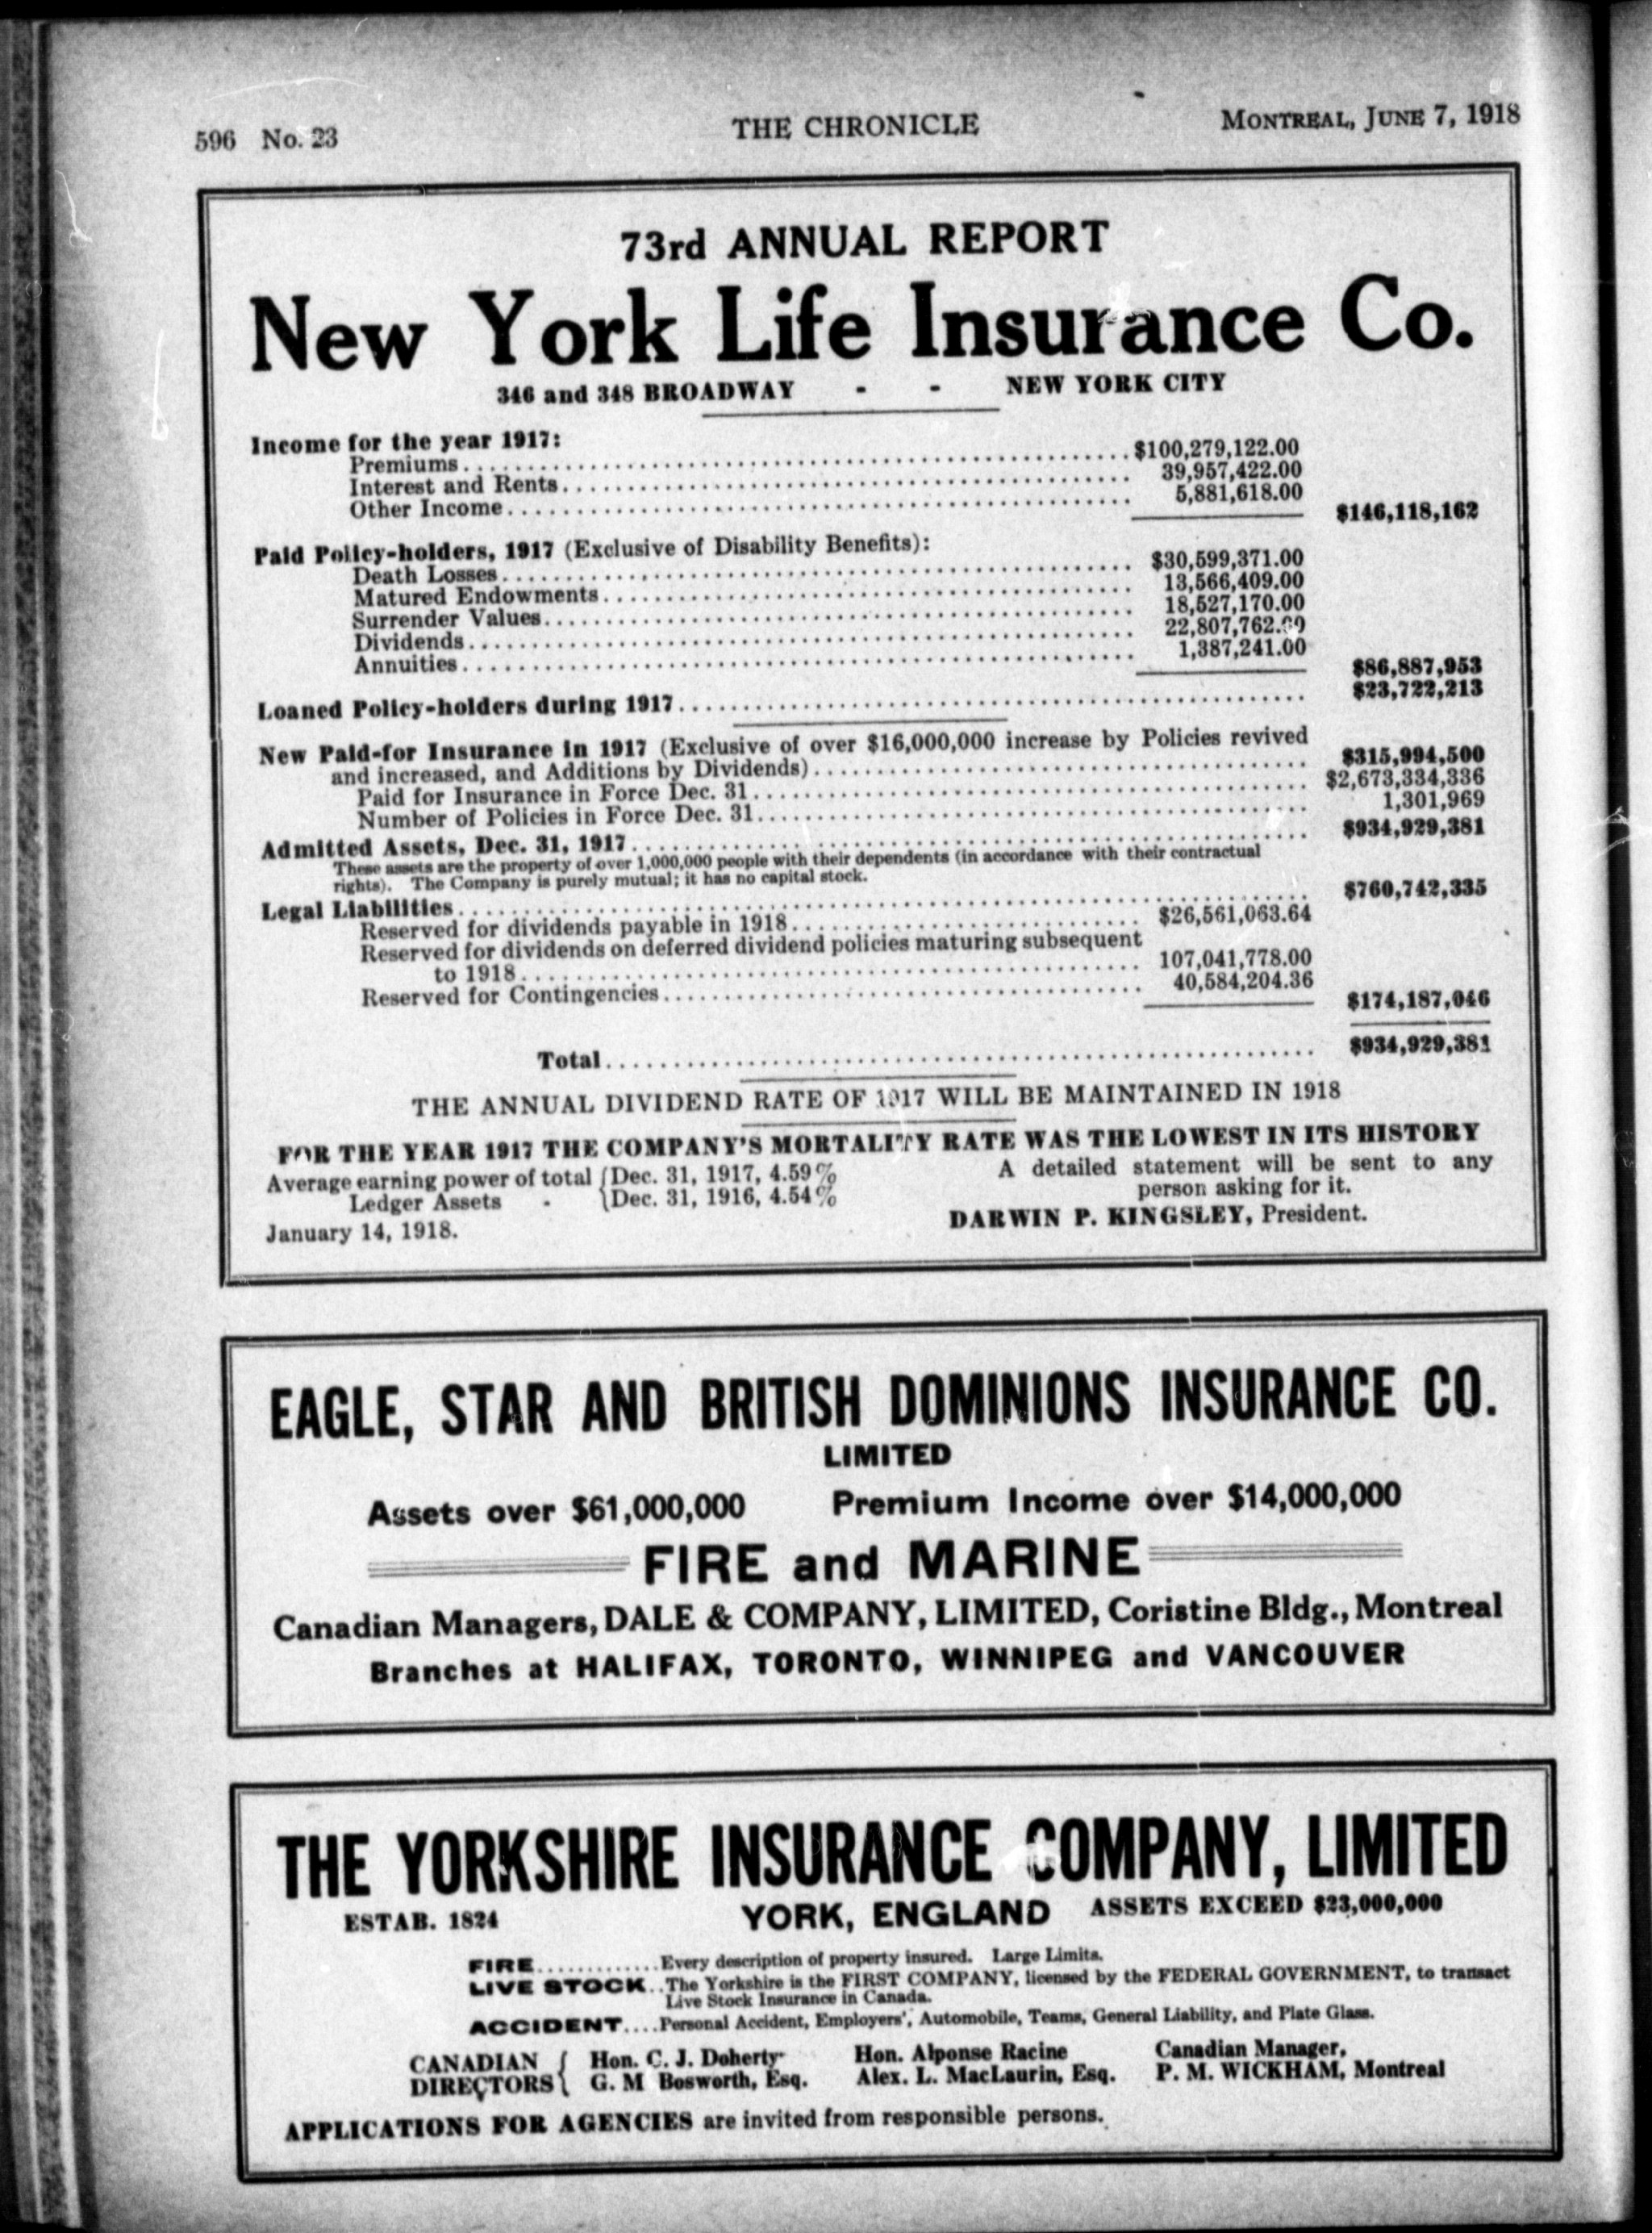 596 No. 23
THE CHRONICLE
MONTREAL, JUNE 7, 1918
73rd ANNUAL REPORT
New York Life Insurance Co.
346 and 348 BROADWAY - - NEW YORK CITY
Income for the year 1917:
Premiums.......... $100,279,122.00
Interest and Rents.......... 39,957,422.00
Other Income.......... 5,881,618.00
$146,118,162
Paid Policy-holders, 1917 (Exclusive of Disability Benefits):
Death Losses.......... $30,599,371.00
Matured Endowments.......... 13,566,409.00
Surrender Values.......... 18,527,170.00
Dividends.......... 22,807,762.00
Annuities.......... 1,387,241.00
$86,887,953
Loaned Policy-holders during 1917.......... $23,722,213
New Paid-for Insurance in 1917 (Exclusive of over $16,000,000 increase by Policies revived
and increased, and Additions by Dividends).......... $315,994,500
Paid for Insurance in Force Dec. 31.......... $2,673,334,336
Number of Policies in Force Dec. 31.......... 1,301,969
Admitted Assets, Dec. 31, 1917.......... $934,929,381
These assets are the property of over 1,000,000 people with their dependents (in accordance with their contractual
rights). The Company is purely mutual; it has no capital stock.
Legal Liabilities.......... $760,742,335
Reserved for dividends payable in 1918.......... $26,561,063.64
Reserved for dividends on deferred dividend policies maturing subsequent
to 1918.......... 107,041,778.00
Reserved for Contingencies.......... 40,584,204.36
$174,187,046
Total.......... $934,929,381
THE ANNUAL DIVIDEND RATE OF 1917 WILL BE MAINTAINED IN 1918
FOR THE YEAR 1917 THE COMPANY'S MORTALITY RATE WAS THE LOWEST IN ITS HISTORY
Average earning power of total { Dec. 31, 1917, 4.59%
Ledger Assets - { Dec. 31, 1916, 4.54%
January 14, 1918.
A detailed statement will be sent to any
person asking for it.
DARWIN P. KINGSLEY, President.
EAGLE, STAR AND BRITISH DOMINIONS INSURANCE CO.
LIMITED
Assets over $61,000,000 Premium Income over $14,000,000
FIRE and MARINE
Canadian Managers, DALE & COMPANY, LIMITED, Coristine Bldg., Montreal
Branches at HALIFAX, TORONTO, WINNIPEG and VANCOUVER
THE YORKSHIRE INSURANCE COMPANY, LIMITED
ESTAB. 1824 YORK, ENGLAND ASSETS EXCEED $23,000,000
FIRE.............Every description of property insured. Large Limits.
LIVE STOCK..The Yorkshire is the FIRST COMPANY, licensed by the FEDERAL GOVERNMENT, to transact
Live Stock Insurance in Canada.
ACCIDENT....Personal Accident, Employers', Automobile, Teams, General Liability, and Plate Glass.
CANADIAN { Hon. C. J. Doherty Hon. Alponse Racine Canadian Manager,
DIRECTORS { G. M Bosworth, Esq. Alex. L. MacLaurin, Esq. P. M. WICKHAM, Montreal
APPLICATIONS FOR AGENCIES are invited from responsible persons.